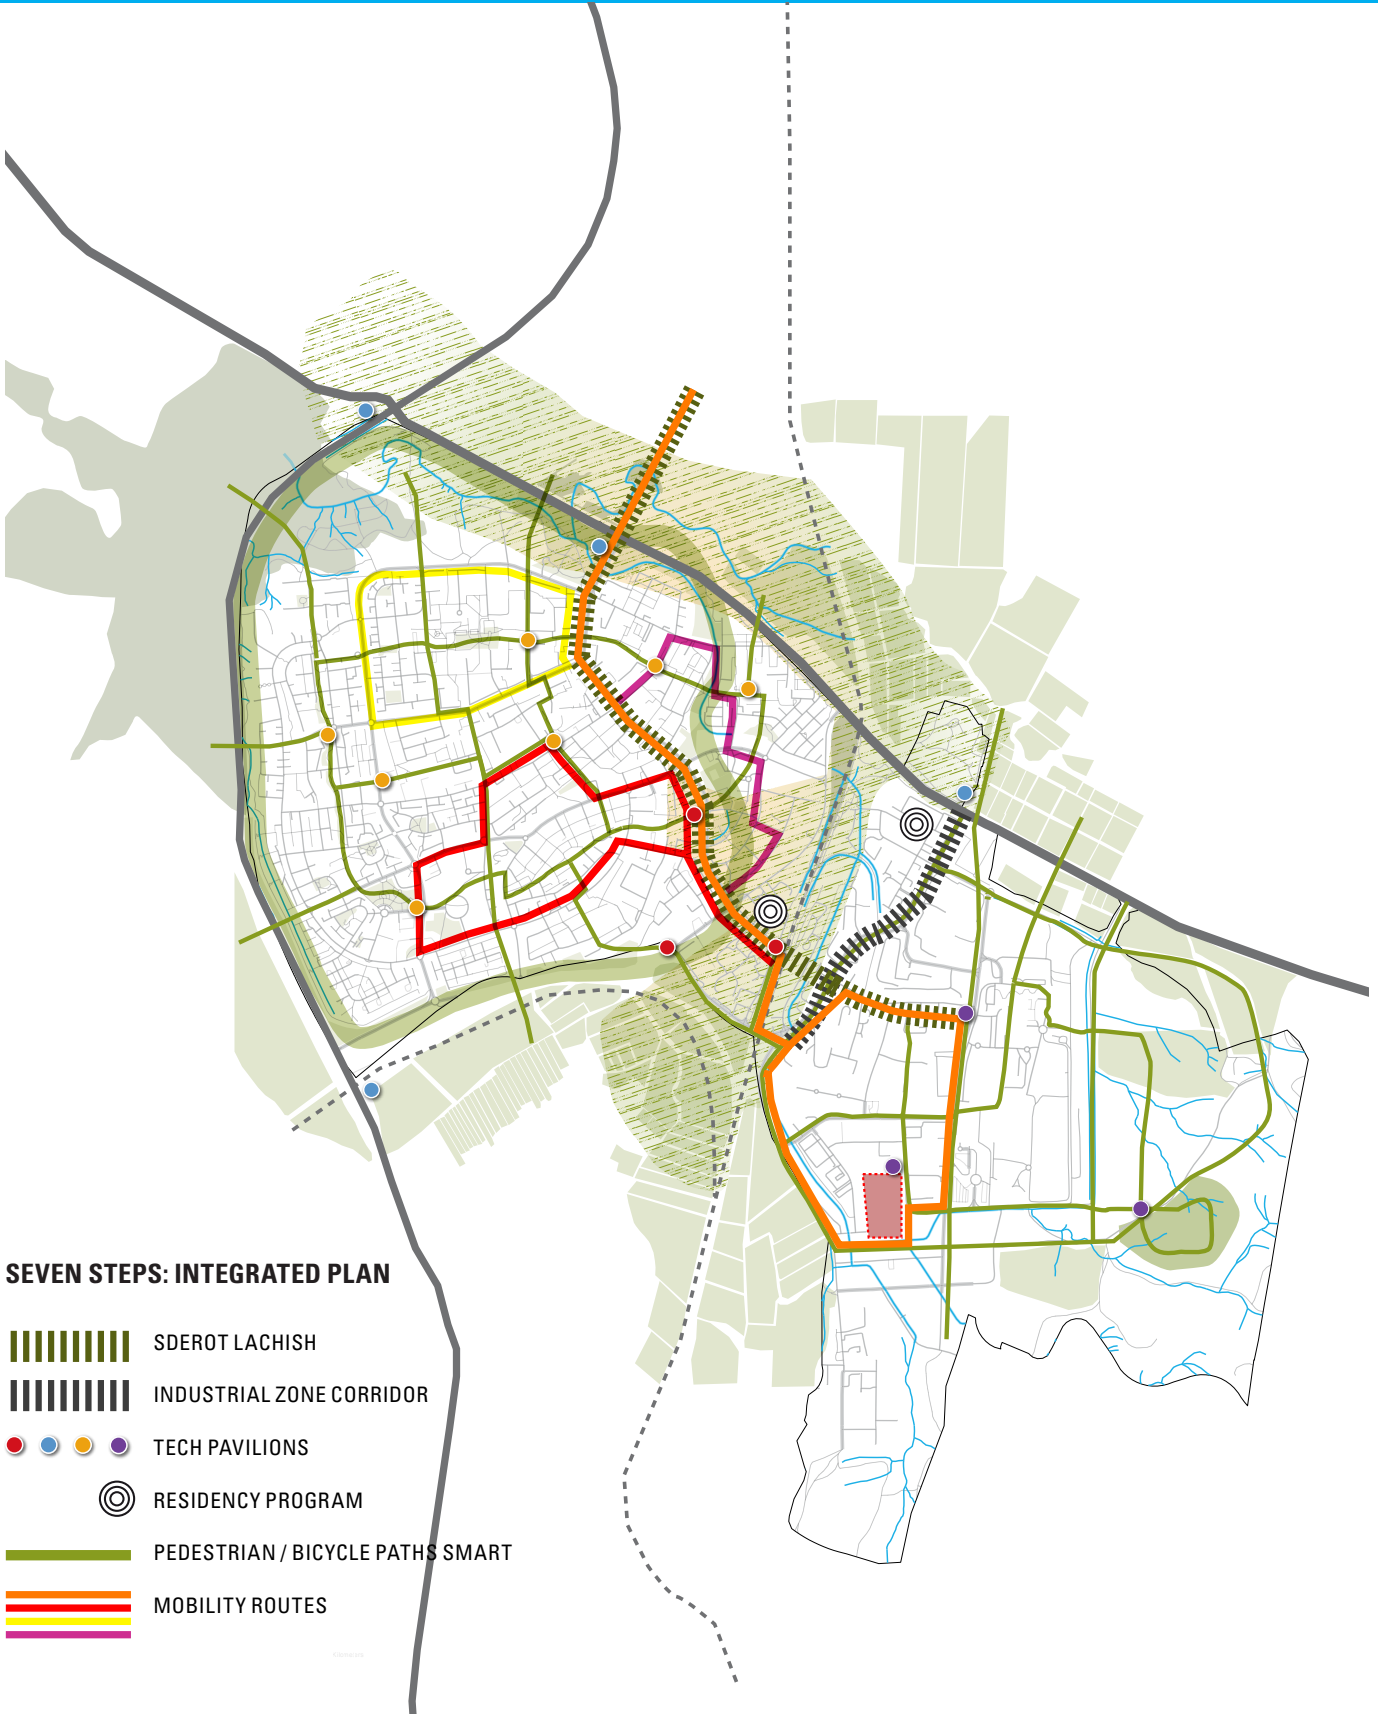 SEVEN STEPS: INTEGRATED PLAN
SDEROT LACHISH
INDUSTRIAL ZONE CORRIDOR
TECH PAVILIONS
RESIDENCY PROGRAM
PEDESTRIAN / BICYCLE PATHS SMART
MOBILITY ROUTES